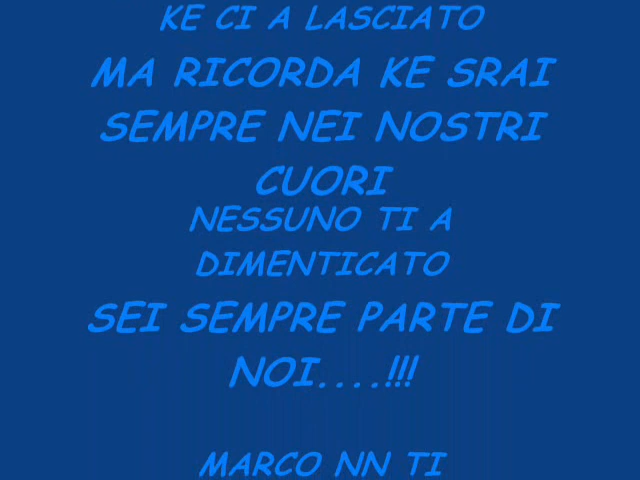 KE CI A LASCIATO
MA RICORDA KE SRAI
SEMPRE NEI NOSTRI
CUORI
NESSUNO TI A
DIMENTICATO
SEI SEMPRE PARTE DI
NOI....!!!
MARCO NN TI